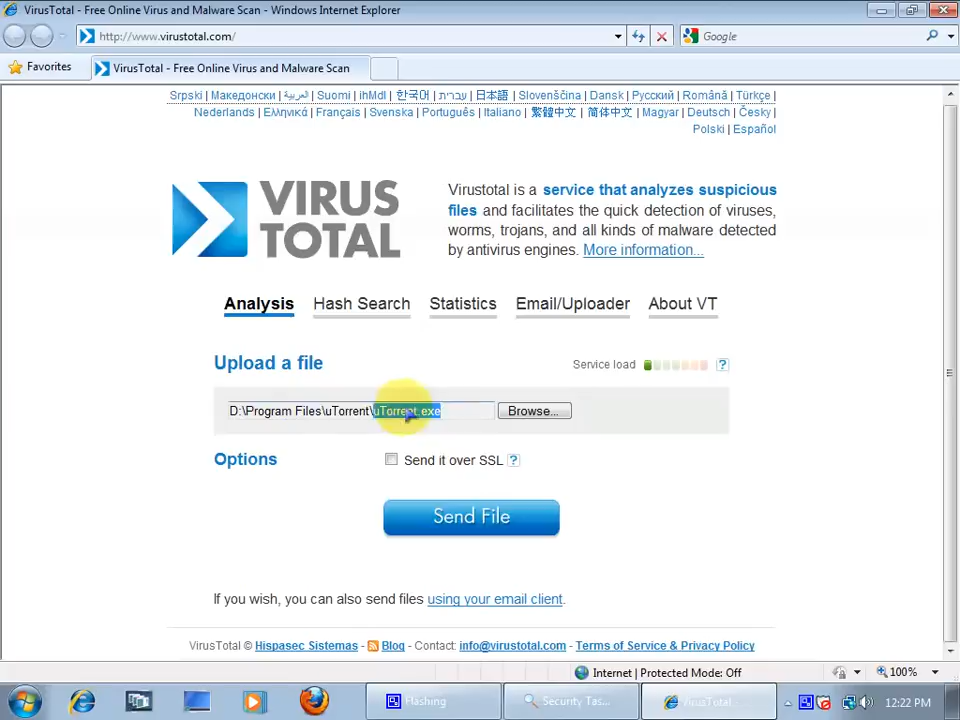 VirusTotal - Free Online Virus and Malware Scan - Windows Internet Explorer
http://www.virustotal.com/
Google
Favorites
VirusTotal - Free Online Virus and Malware Scan
Srpski | Македонски | العربية | Suomi | ihMdI | 한국어 | עברית | 日本語 | Slovenščina | Dansk | Русский | Română | Türkçe |
Nederlands | Ελληνικά | Français | Svenska | Português | Italiano | 繁體中文 | 简体中文 | Magyar | Deutsch | Česky |
Polski | Español
VIRUS
TOTAL
Virustotal is a service that analyzes suspicious
files and facilitates the quick detection of viruses,
worms, trojans, and all kinds of malware detected
by antivirus engines. More information...
Analysis Hash Search Statistics Email/Uploader About VT
Upload a file
Service load ?
D:\Program Files\uTorrent\uTorrent.exe
Browse...
Options
Send it over SSL ?
Send File
If you wish, you can also send files using your email client.
VirusTotal © Hispasec Sistemas - Blog - Contact: info@virustotal.com - Terms of Service & Privacy Policy
Internet | Protected Mode: Off
100%
Hashing
Security Tas...
VirusTotal
12:22 PM